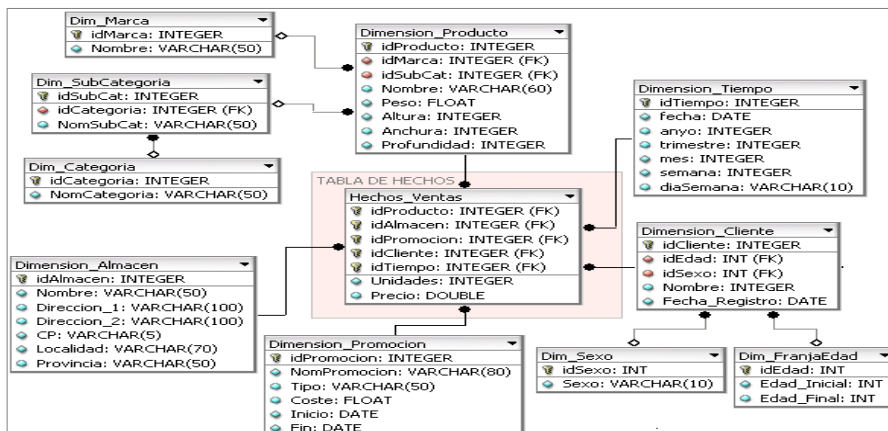 Dim_Marca
idMarca: INTEGER
Nombre: VARCHAR(50)
Dim_SubCategoria
idSubCat: INTEGER
idCategoria: INTEGER (FK)
NomSubCat: VARCHAR(50)
Dim_Categoria
idCategoria: INTEGER
NomCategoria: VARCHAR(50)
Dimension_Producto
idProducto: INTEGER
idMarca: INTEGER (FK)
idSubCat: INTEGER (FK)
Nombre: VARCHAR(60)
Peso: FLOAT
Altura: INTEGER
Anchura: INTEGER
Profundidad: INTEGER
Dimension_Tiempo
idTiempo: INTEGER
fecha: DATE
anyo: INTEGER
trimestre: INTEGER
mes: INTEGER
semana: INTEGER
diaSemana: VARCHAR(10)
TABLA DE HECHOS
Hechos_Ventas
idProducto: INTEGER (FK)
idAlmacen: INTEGER (FK)
idPromocion: INTEGER (FK)
idCliente: INTEGER (FK)
idTiempo: INTEGER (FK)
Unidades: INTEGER
Precio: DOUBLE
Dimension_Cliente
idCliente: INTEGER
idEdad: INT (FK)
idSexo: INT (FK)
Nombre: INTEGER
Fecha_Registro: DATE
Dimension_Almacen
idAlmacen: INTEGER
Nombre: VARCHAR(50)
Direccion_1: VARCHAR(100)
Direccion_2: VARCHAR(100)
CP: VARCHAR(5)
Localidad: VARCHAR(70)
Provincia: VARCHAR(50)
Dimension_Promocion
idPromocion: INTEGER
NomPromocion: VARCHAR(80)
Tipo: VARCHAR(50)
Coste: FLOAT
Inicio: DATE
Fin: DATE
Dim_Sexo
idSexo: INT
Sexo: VARCHAR(10)
Dim_FranjaEdad
idEdad: INT
Edad_Inicial: INT
Edad_Final: INT